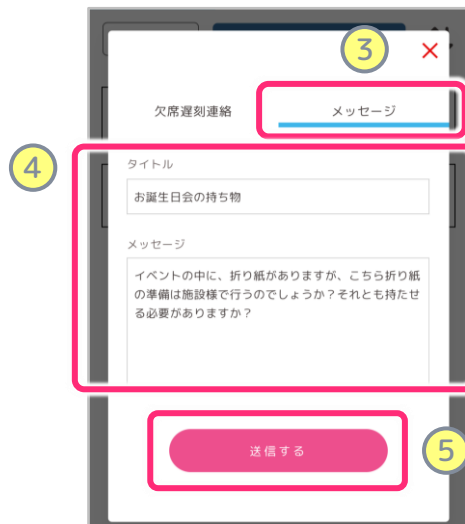 3
欠席遅刻連絡
メッセージ
4
タイトル
お誕生日会の持ち物
メッセージ
イベントの中に、折り紙がありますが、こちら折り紙
の準備は施設様で行うのでしょうか？それとも持たせ
る必要がありますか？
送信する
5